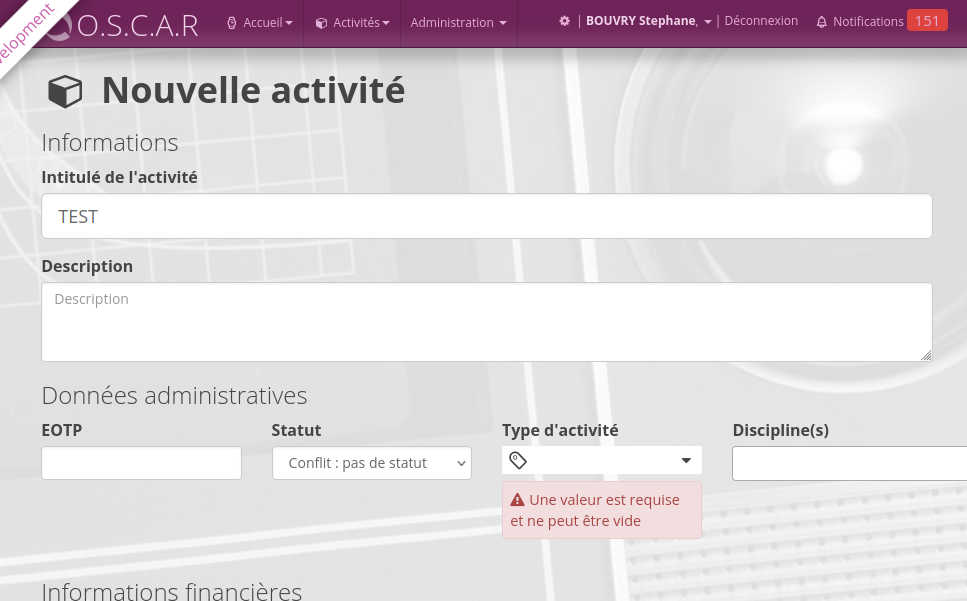 velopment
O.S.C.A.R
Accueil
Activités
Administration
| BOUVRY Stephane, | Déconnexion
Notifications 151
Nouvelle activité
Informations
Intitulé de l'activité
TEST
Description
Description
Données administratives
EOTP
Statut
Type d'activité
Discipline(s)
Conflit : pas de statut
Une valeur est requise
et ne peut être vide
Informations financières